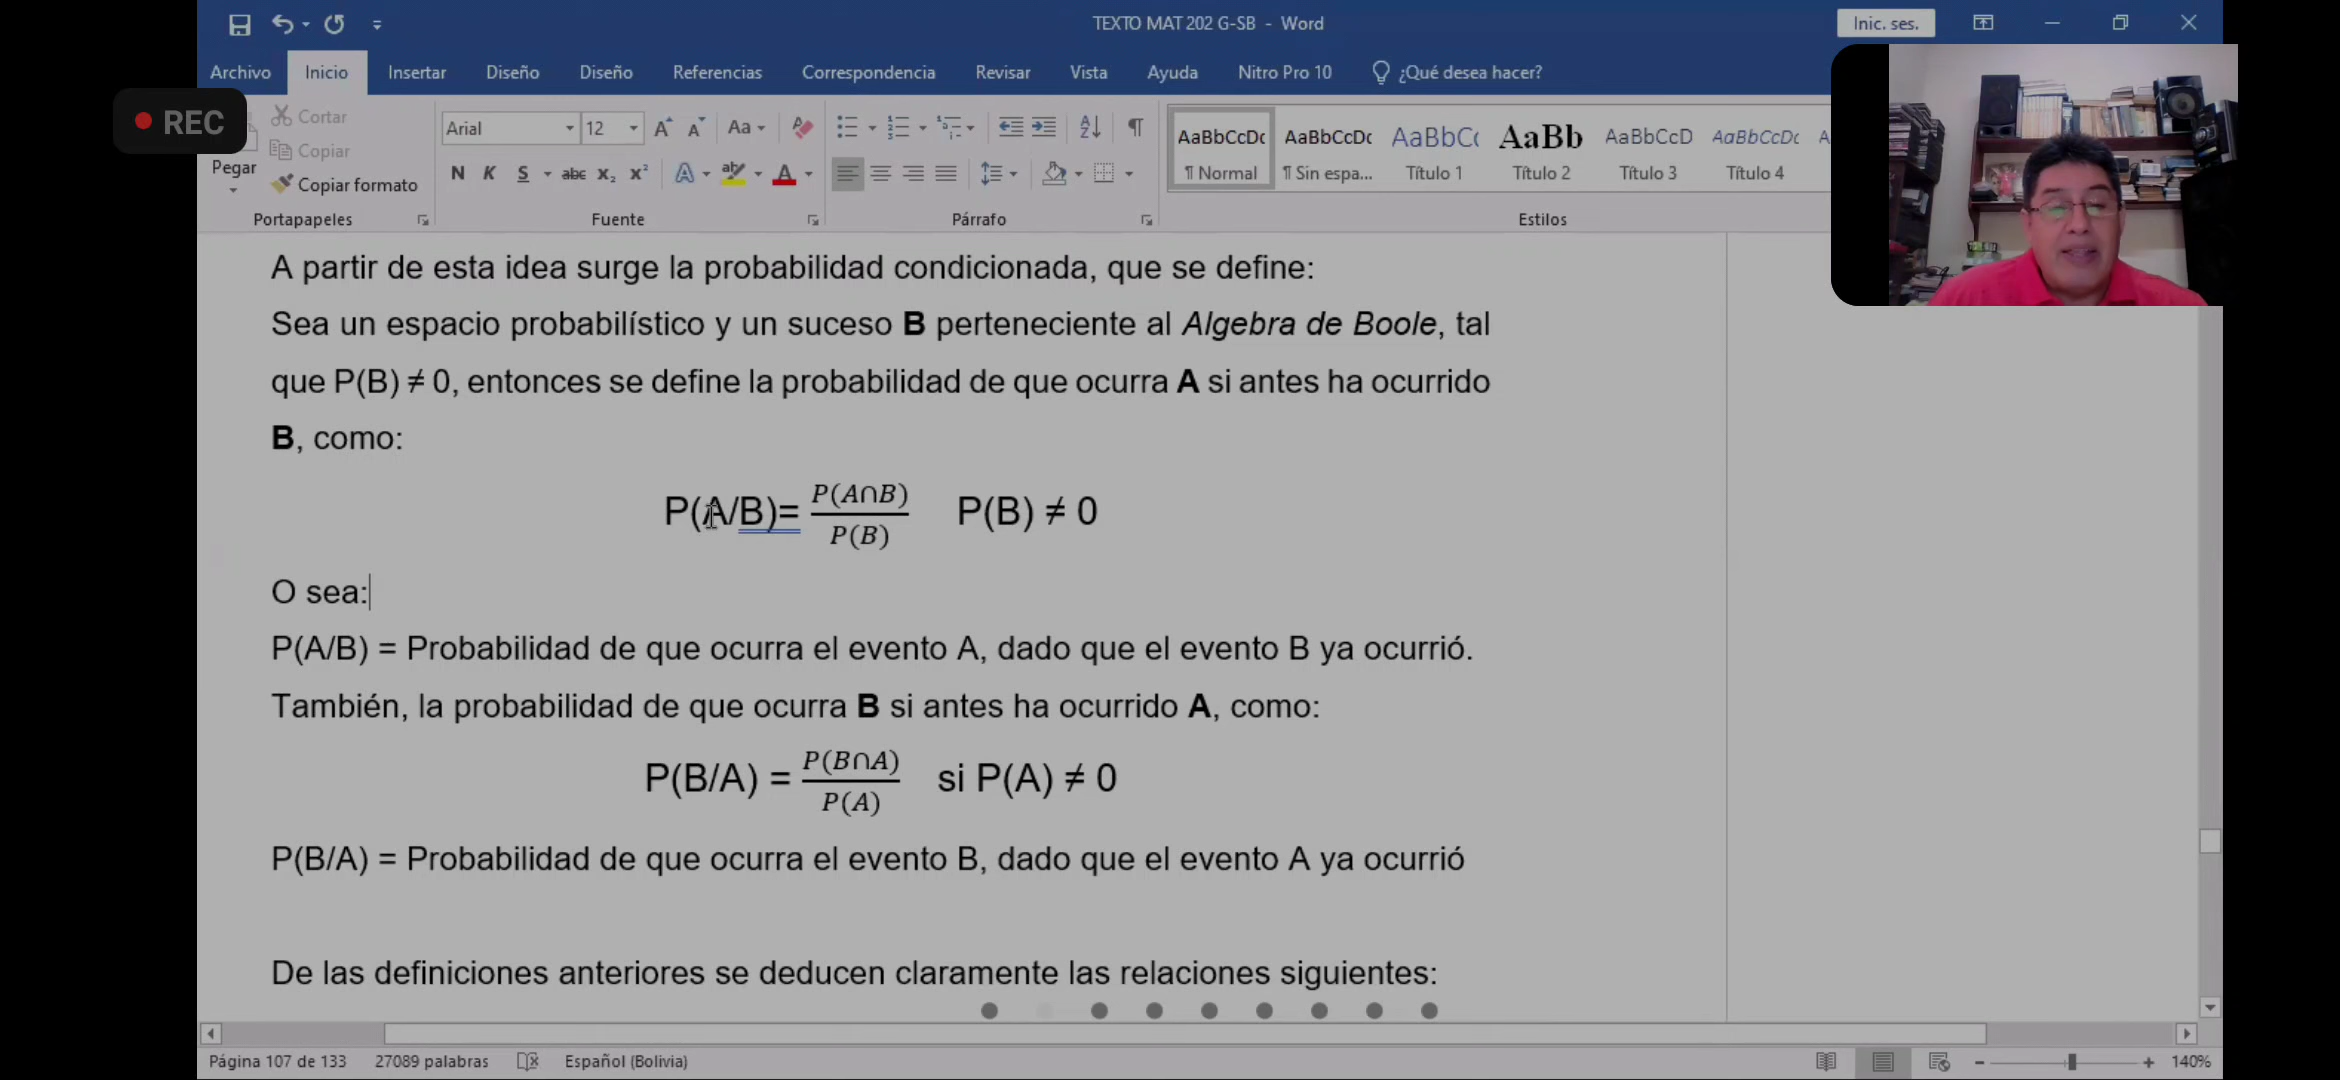 TEXTO MAT 202 G-SB - Word
Inic. ses.
Archivo Inicio Insertar Diseño Diseño Referencias Correspondencia Revisar Vista Ayuda Nitro Pro 10 ¿Qué desea hacer?
REC
Pegar
Cortar
Copiar
Copiar formato
Portapapeles
Arial 12
Aa
N K S abc x₂ x²
Fuente
Párrafo
AaBbCcDc AaBbCcDc AaBbC( AaBb AaBbCcD AaBbCcDc
¶ Normal ¶ Sin espa... Título 1 Título 2 Título 3 Título 4
Estilos
A partir de esta idea surge la probabilidad condicionada, que se define:
Sea un espacio probabilístico y un suceso B perteneciente al Algebra de Boole, tal
que P(B) ≠ 0, entonces se define la probabilidad de que ocurra A si antes ha ocurrido
B, como:
P(A/B)= P(A∩B) / P(B) P(B) ≠ 0
O sea:
P(A/B) = Probabilidad de que ocurra el evento A, dado que el evento B ya ocurrió.
También, la probabilidad de que ocurra B si antes ha ocurrido A, como:
P(B/A) = P(B∩A) / P(A) si P(A) ≠ 0
P(B/A) = Probabilidad de que ocurra el evento B, dado que el evento A ya ocurrió
De las definiciones anteriores se deducen claramente las relaciones siguientes:
Página 107 de 133 27089 palabras Español (Bolivia) 140%